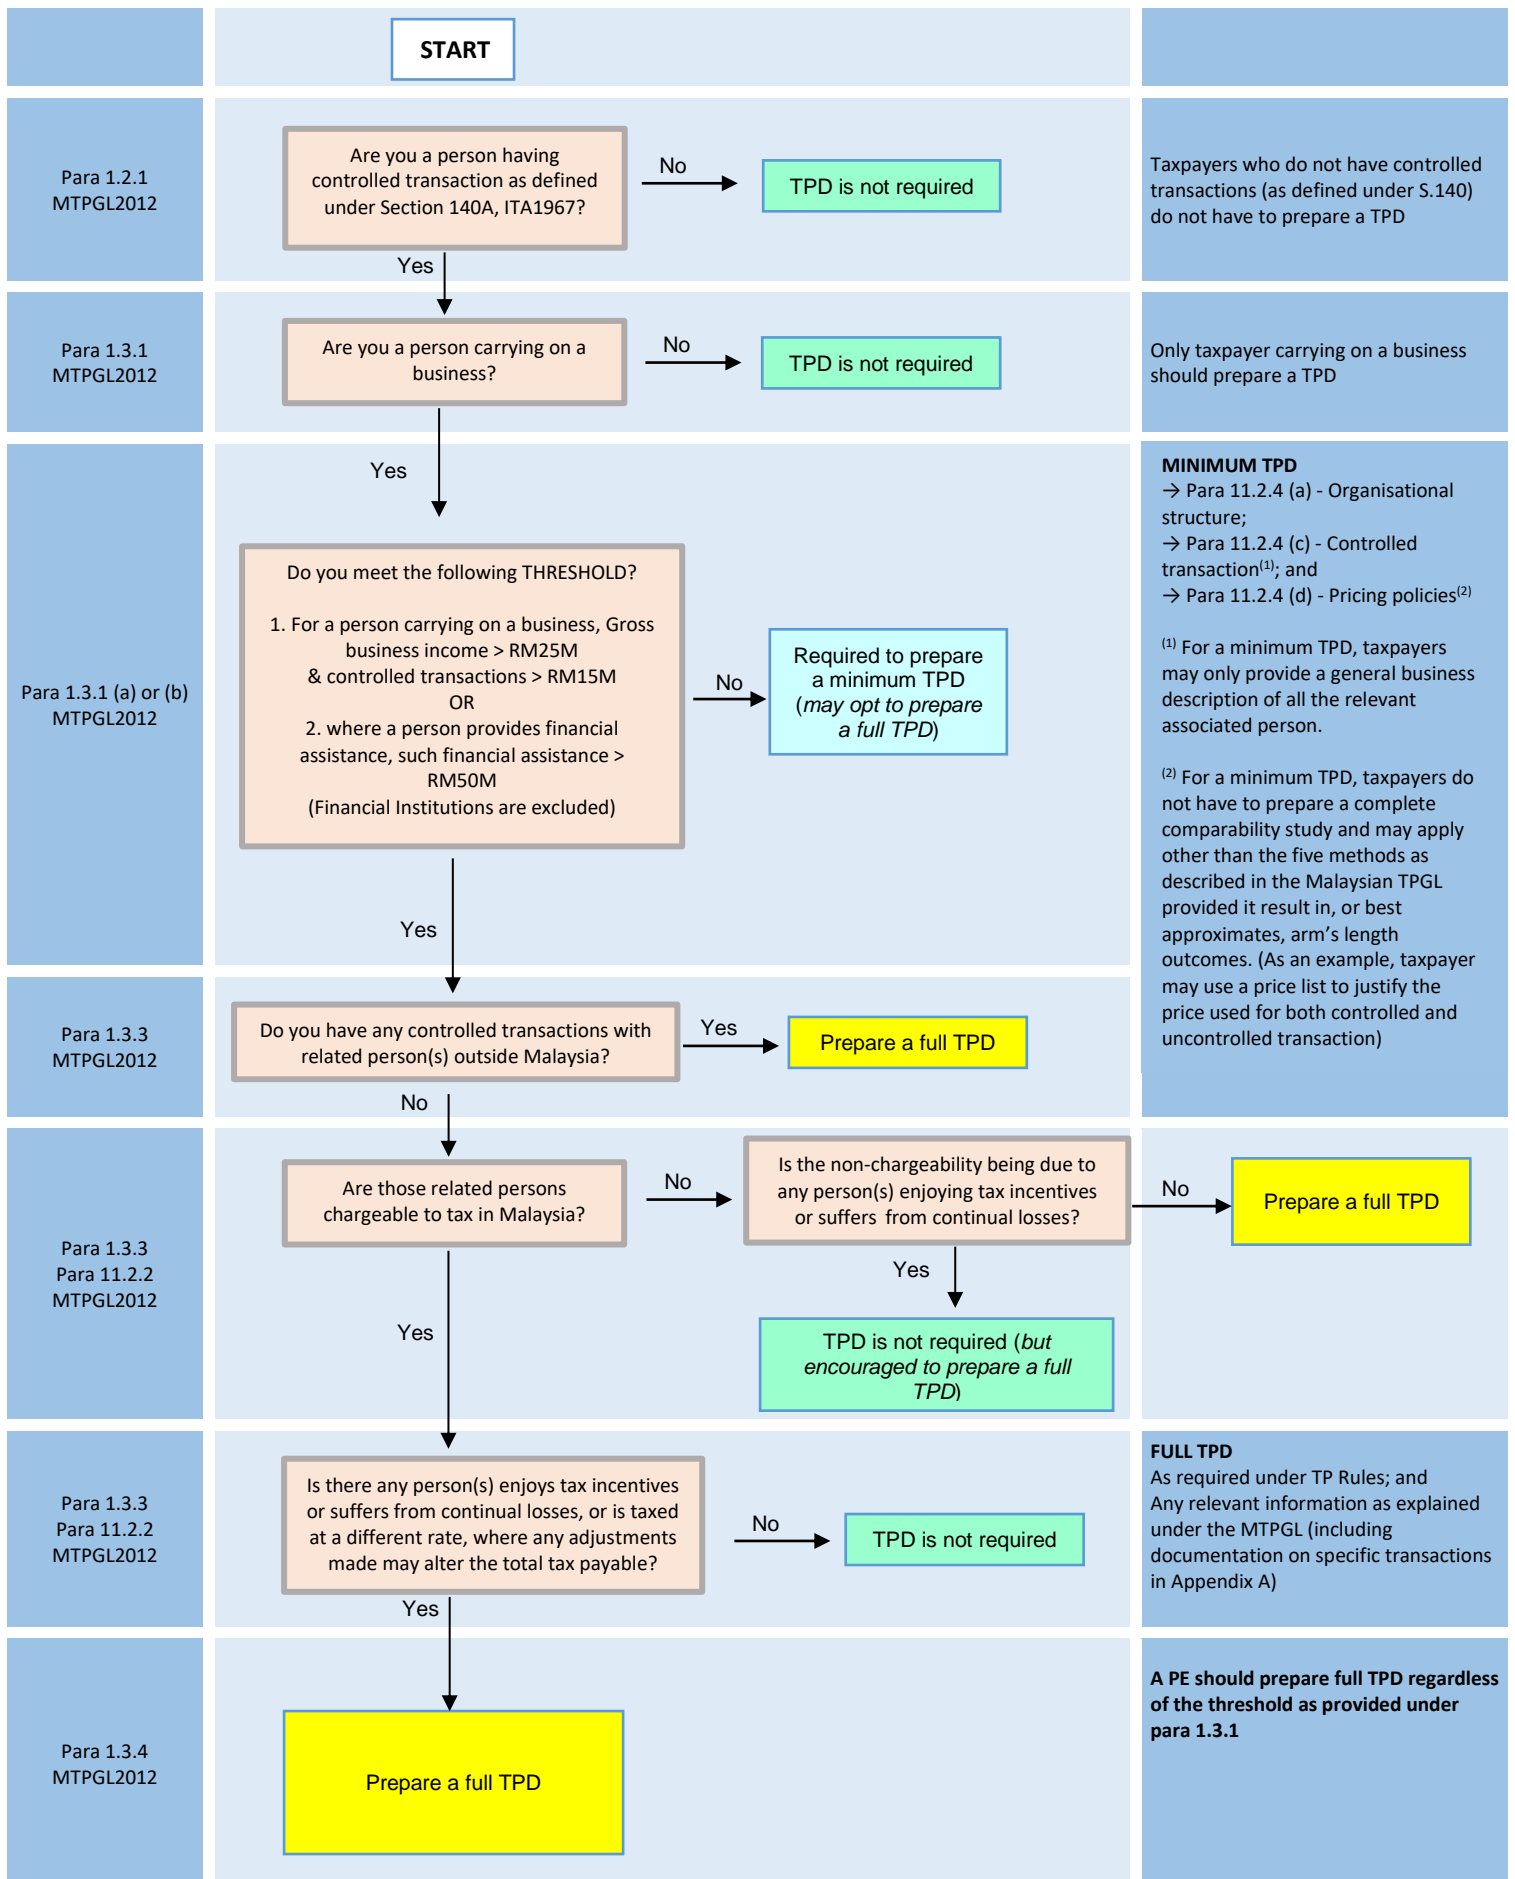 START
Para 1.2.1
MTPGL2012
Are you a person having
controlled transaction as defined
under Section 140A, ITA1967?
No
TPD is not required
Taxpayers who do not have controlled
transactions (as defined under S.140)
do not have to prepare a TPD
Yes
Para 1.3.1
MTPGL2012
Are you a person carrying on a
business?
No
TPD is not required
Only taxpayer carrying on a business
should prepare a TPD
Yes
Para 1.3.1 (a) or (b)
MTPGL2012
Do you meet the following THRESHOLD?
1. For a person carrying on a business, Gross
business income > RM25M
& controlled transactions > RM15M
OR
2. where a person provides financial
assistance, such financial assistance >
RM50M
(Financial Institutions are excluded)
No
Required to prepare
a minimum TPD
(may opt to prepare
a full TPD)
MINIMUM TPD
→ Para 11.2.4 (a) - Organisational
structure;
→ Para 11.2.4 (c) - Controlled
transaction(1); and
→ Para 11.2.4 (d) - Pricing policies(2)
(1) For a minimum TPD, taxpayers
may only provide a general business
description of all the relevant
associated person.
(2) For a minimum TPD, taxpayers do
not have to prepare a complete
comparability study and may apply
other than the five methods as
described in the Malaysian TPGL
provided it result in, or best
approximates, arm's length
outcomes. (As an example, taxpayer
may use a price list to justify the
price used for both controlled and
uncontrolled transaction)
Yes
Para 1.3.3
MTPGL2012
Do you have any controlled transactions with
related person(s) outside Malaysia?
Yes
Prepare a full TPD
No
Para 1.3.3
Para 11.2.2
MTPGL2012
Are those related persons
chargeable to tax in Malaysia?
No
Is the non-chargeability being due to
any person(s) enjoying tax incentives
or suffers from continual losses?
No
Prepare a full TPD
Yes
TPD is not required (but
encouraged to prepare a full
TPD)
Yes
Para 1.3.3
Para 11.2.2
MTPGL2012
Is there any person(s) enjoys tax incentives
or suffers from continual losses, or is taxed
at a different rate, where any adjustments
made may alter the total tax payable?
No
TPD is not required
FULL TPD
As required under TP Rules; and
Any relevant information as explained
under the MTPGL (including
documentation on specific transactions
in Appendix A)
Yes
Para 1.3.4
MTPGL2012
Prepare a full TPD
A PE should prepare full TPD regardless
of the threshold as provided under
para 1.3.1